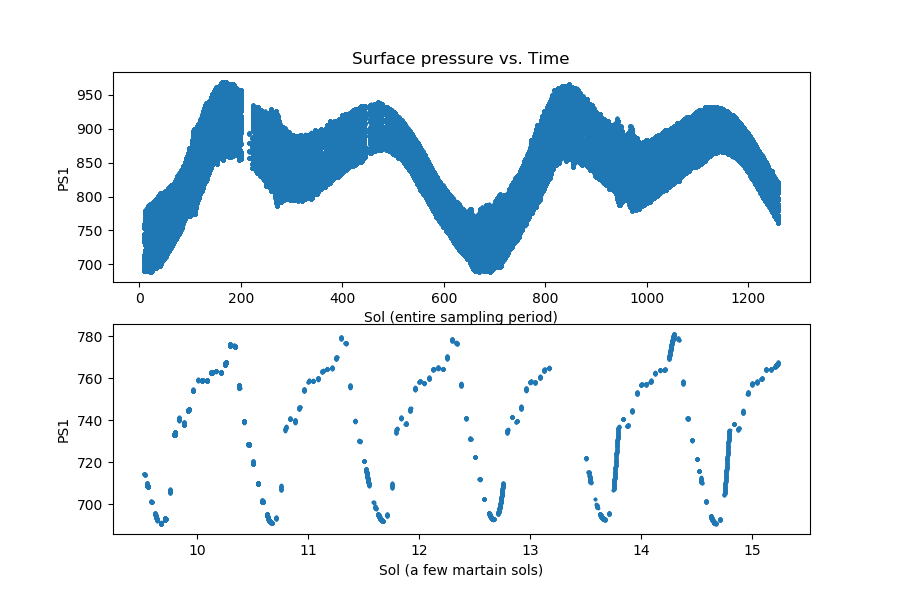 Surface pressure vs. Time
PS1
950
900
850
800
750
700
0 200 400 600 800 1000 1200
Sol (entire sampling period)
PS1
780
760
740
720
700
10 11 12 13 14 15
Sol (a few martain sols)